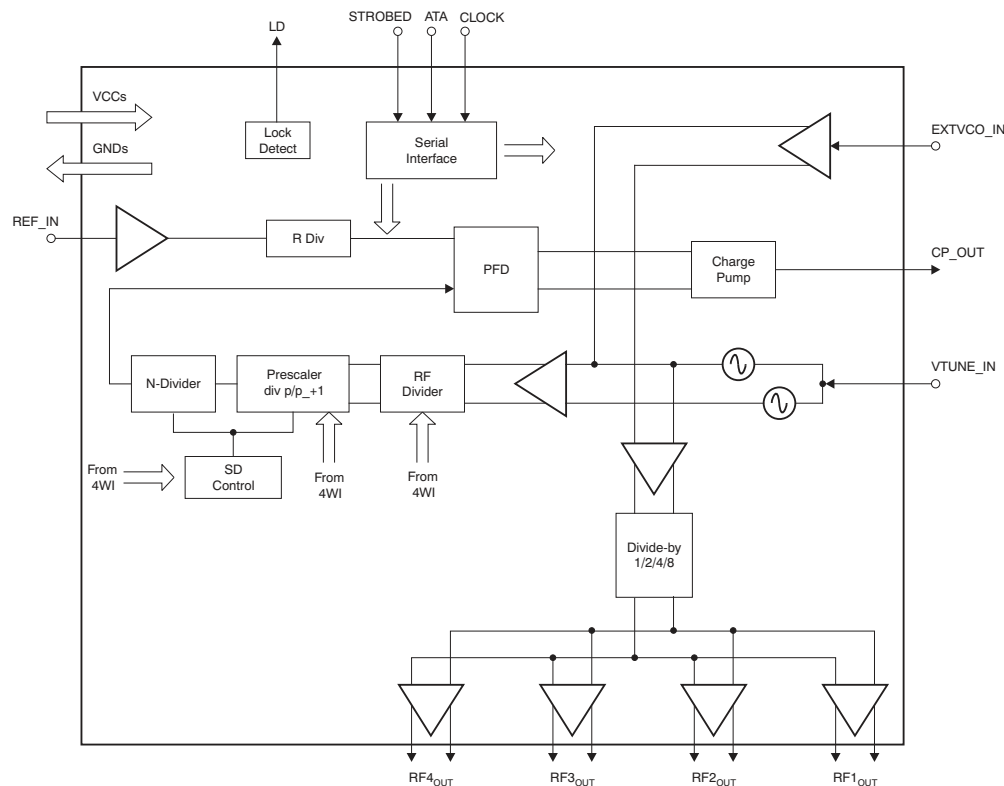 STROBED ATA CLOCK
LD
VCCs
GNDs
Lock
Detect
Serial
Interface
EXTVCO_IN
REF_IN
R Div
PFD
Charge
Pump
CP_OUT
N-Divider
Prescaler
div p/p_+1
RF
Divider
VTUNE_IN
From
4WI
SD
Control
From
4WI
From
4WI
Divide-by
1/2/4/8
RF4OUT
RF3OUT
RF2OUT
RF1OUT